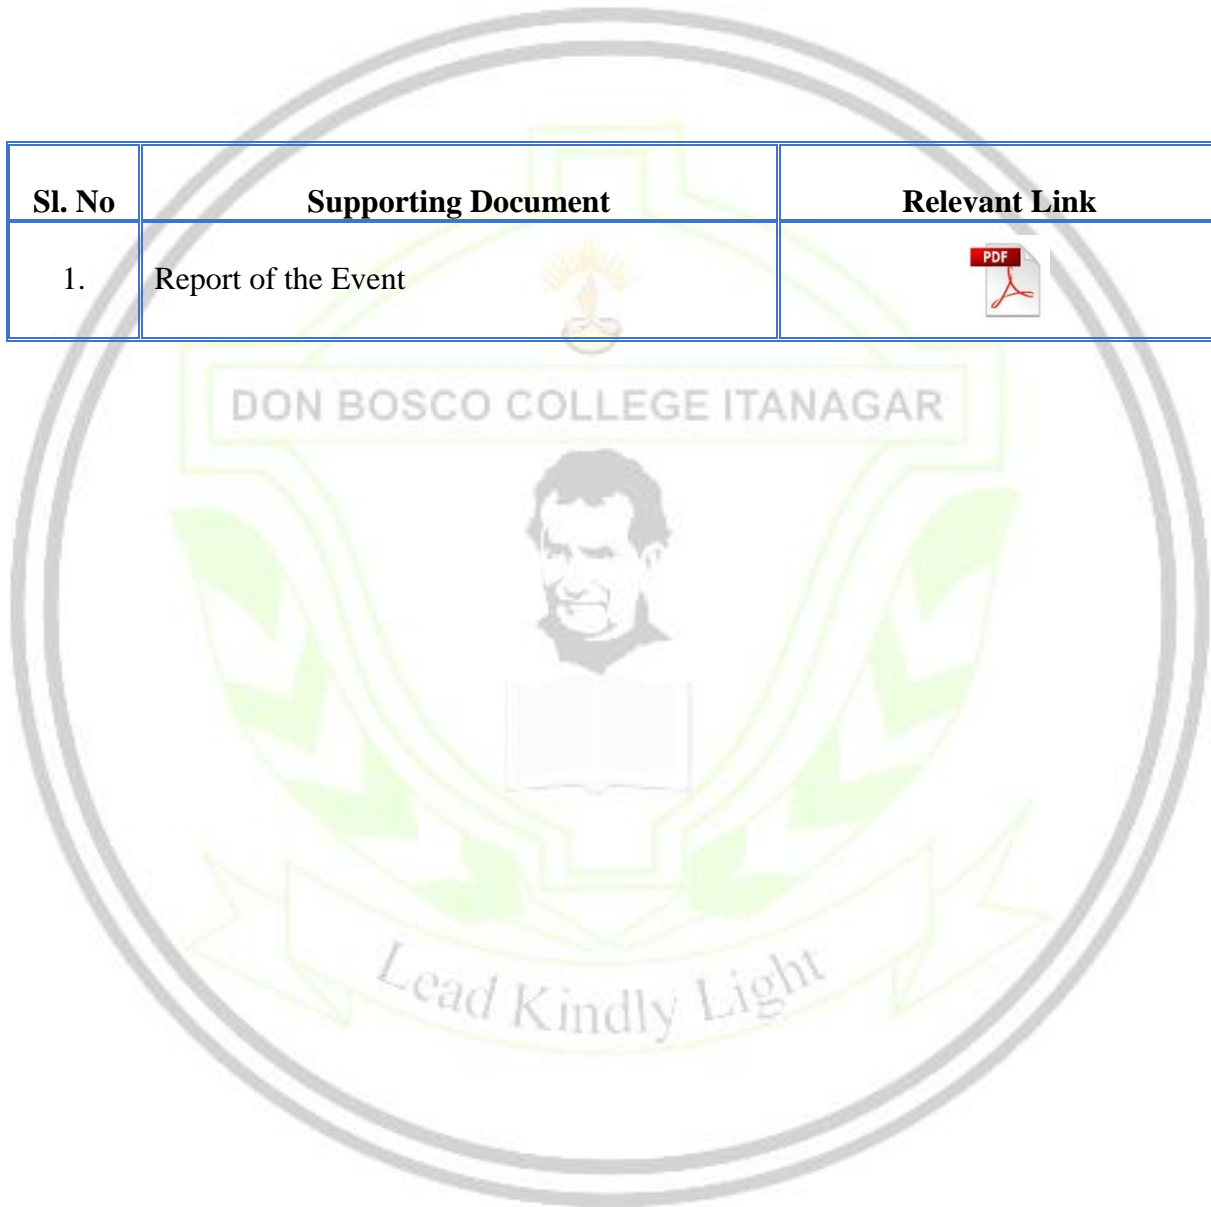 Sl. No Supporting Document Relevant Link
1. Report of the Event PDF
DON BOSCO COLLEGE ITANAGAR
Lead Kindly Light